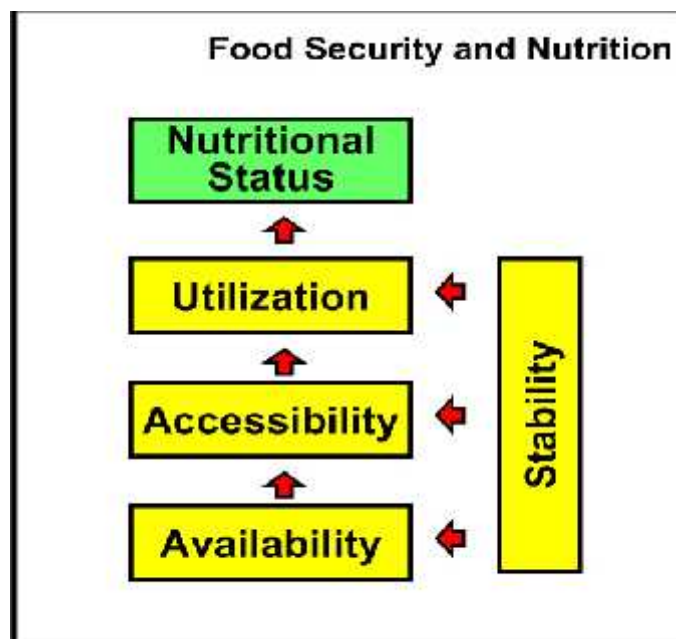 Food Security and Nutrition
Nutritional
Status
Utilization
Accessibility
Availability
Stability